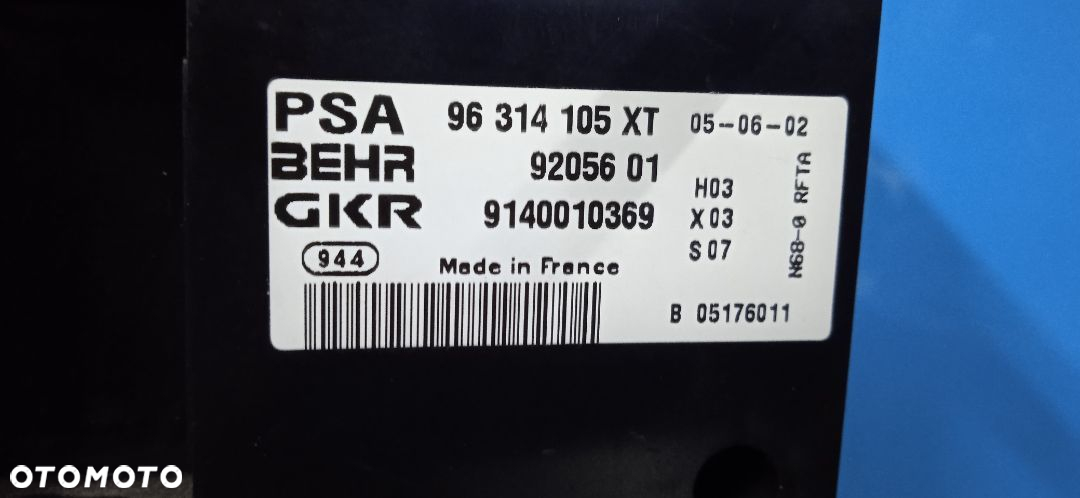 PSA 96 314 105 XT 05-06-02
BEHR 92056 01
H03
GKR 9140010369 X03
944 Made in France S07
N68-0 RFTA
B 05176011
OTOMOTO